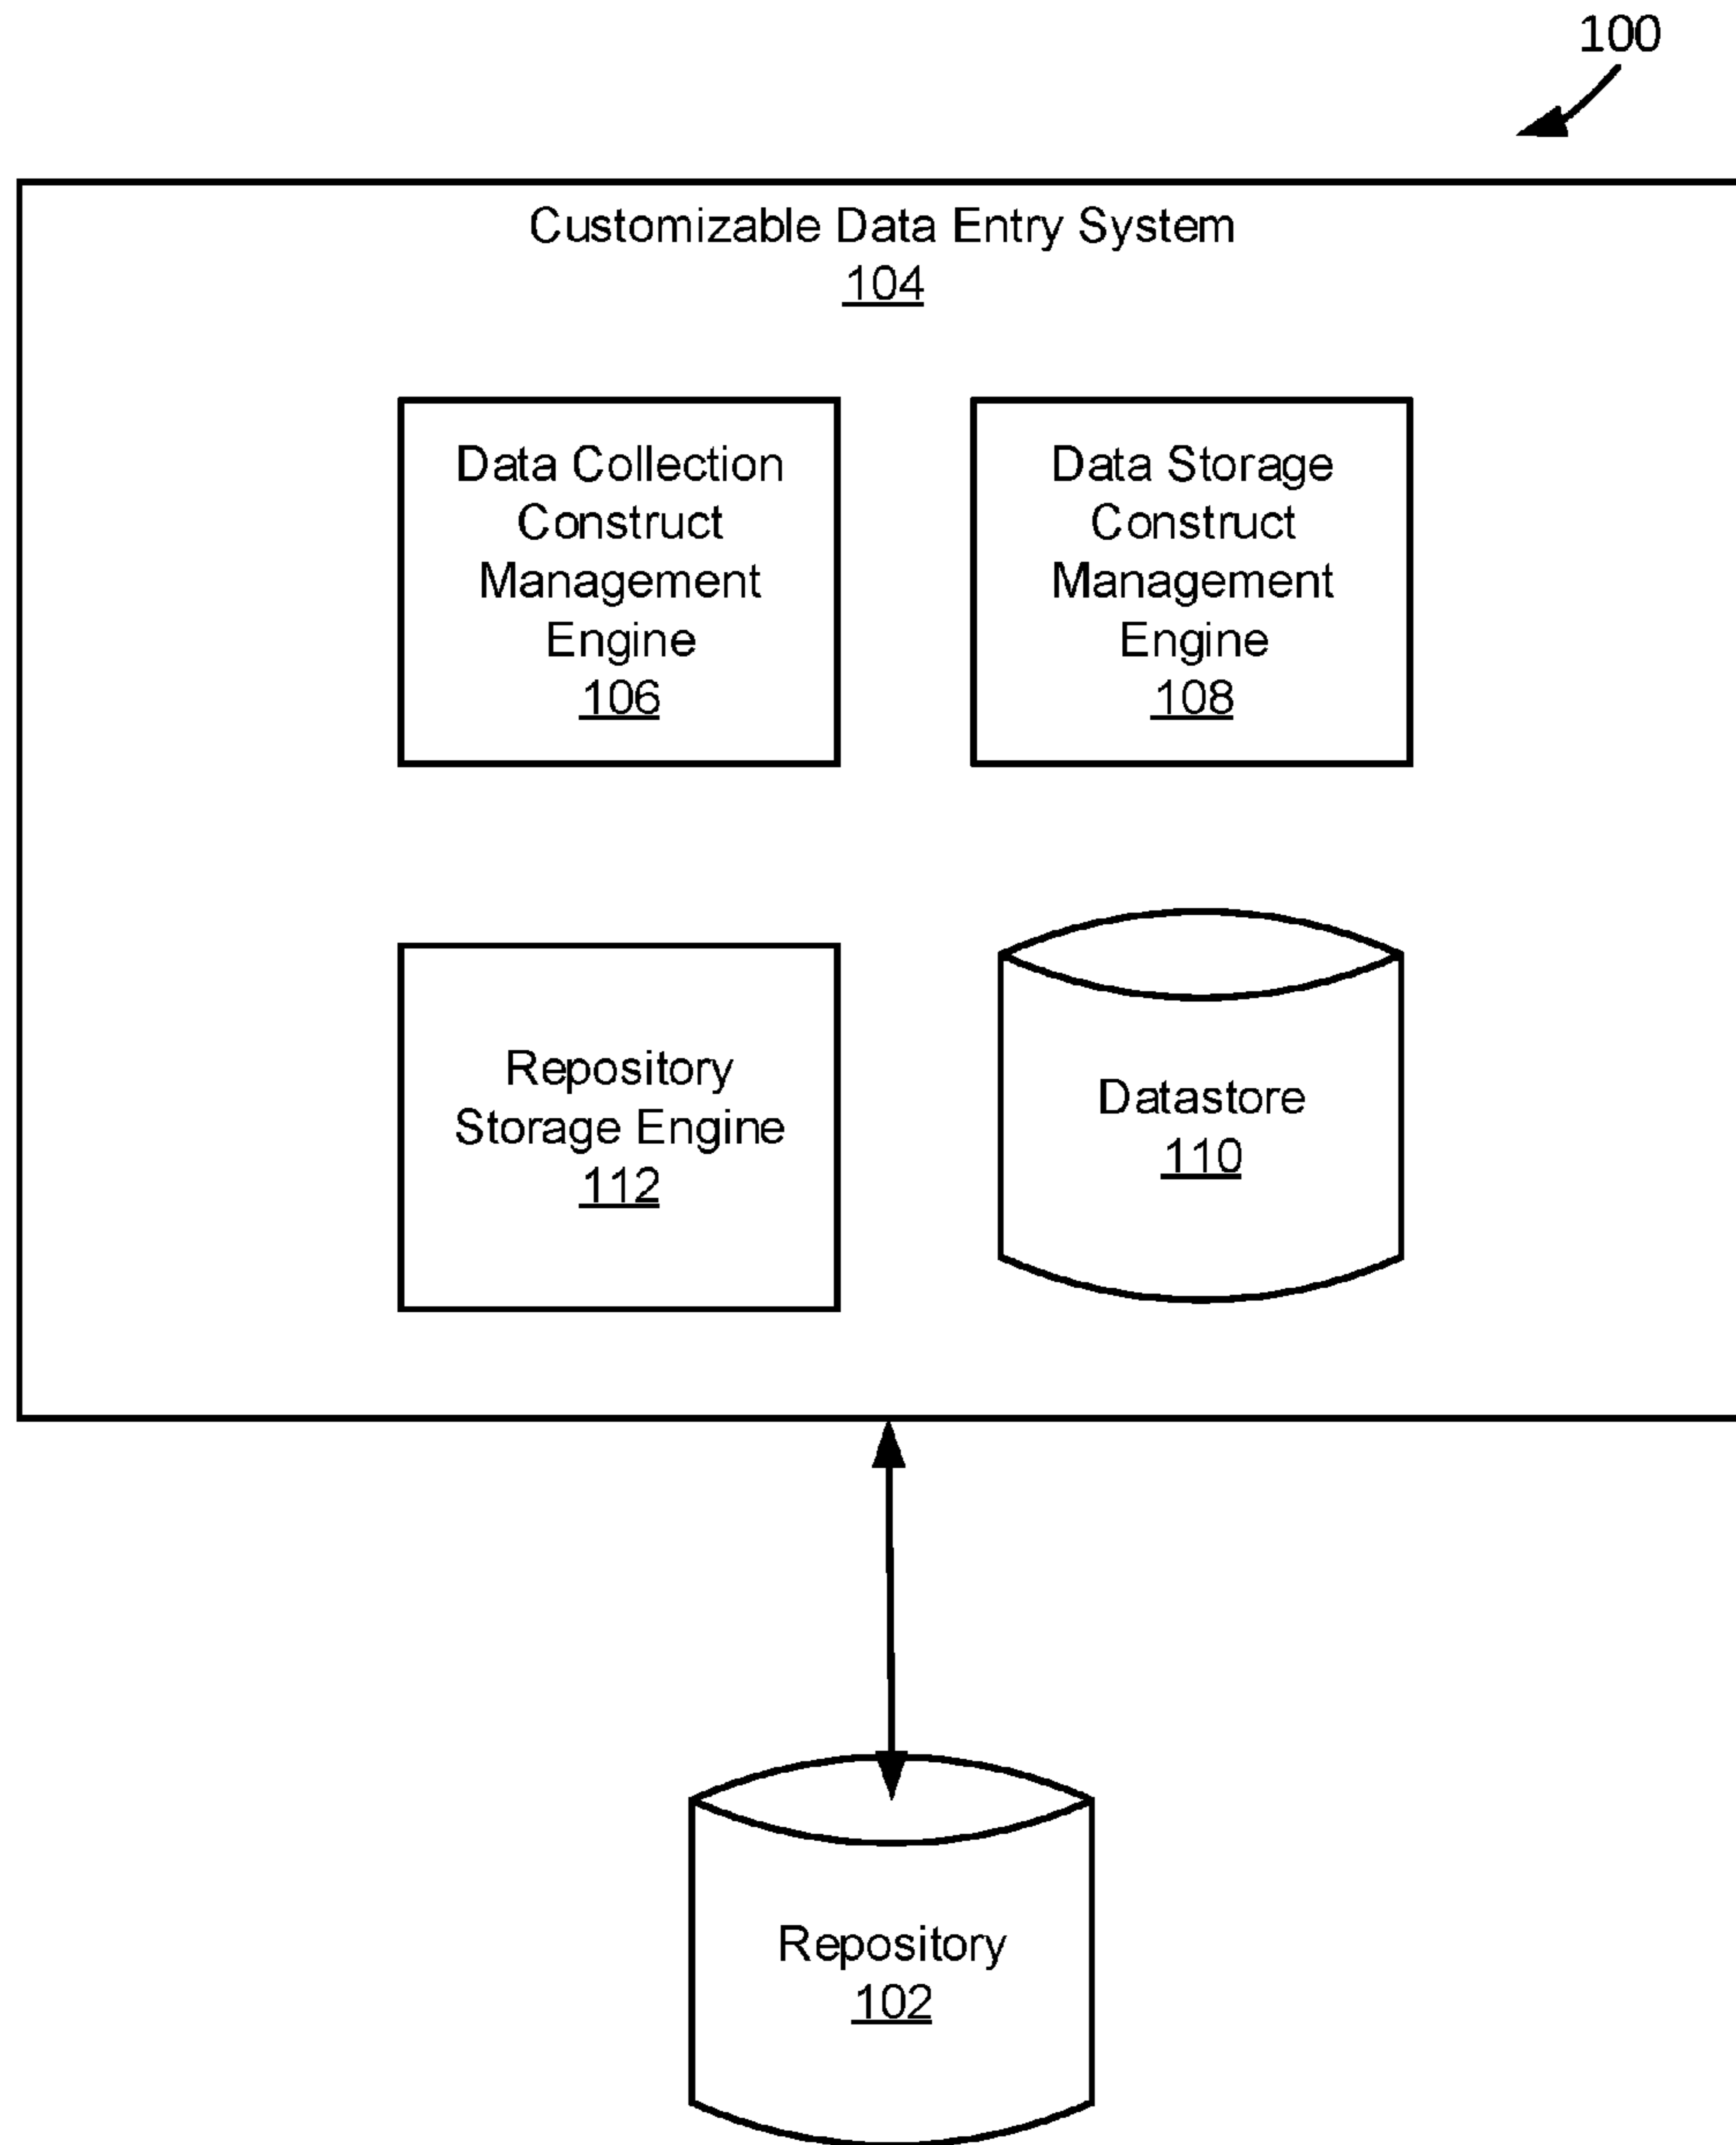 100
Customizable Data Entry System
104
Data Collection
Construct
Management
Engine
106
Data Storage
Construct
Management
Engine
108
Repository
Storage Engine
112
Datastore
110
Repository
102